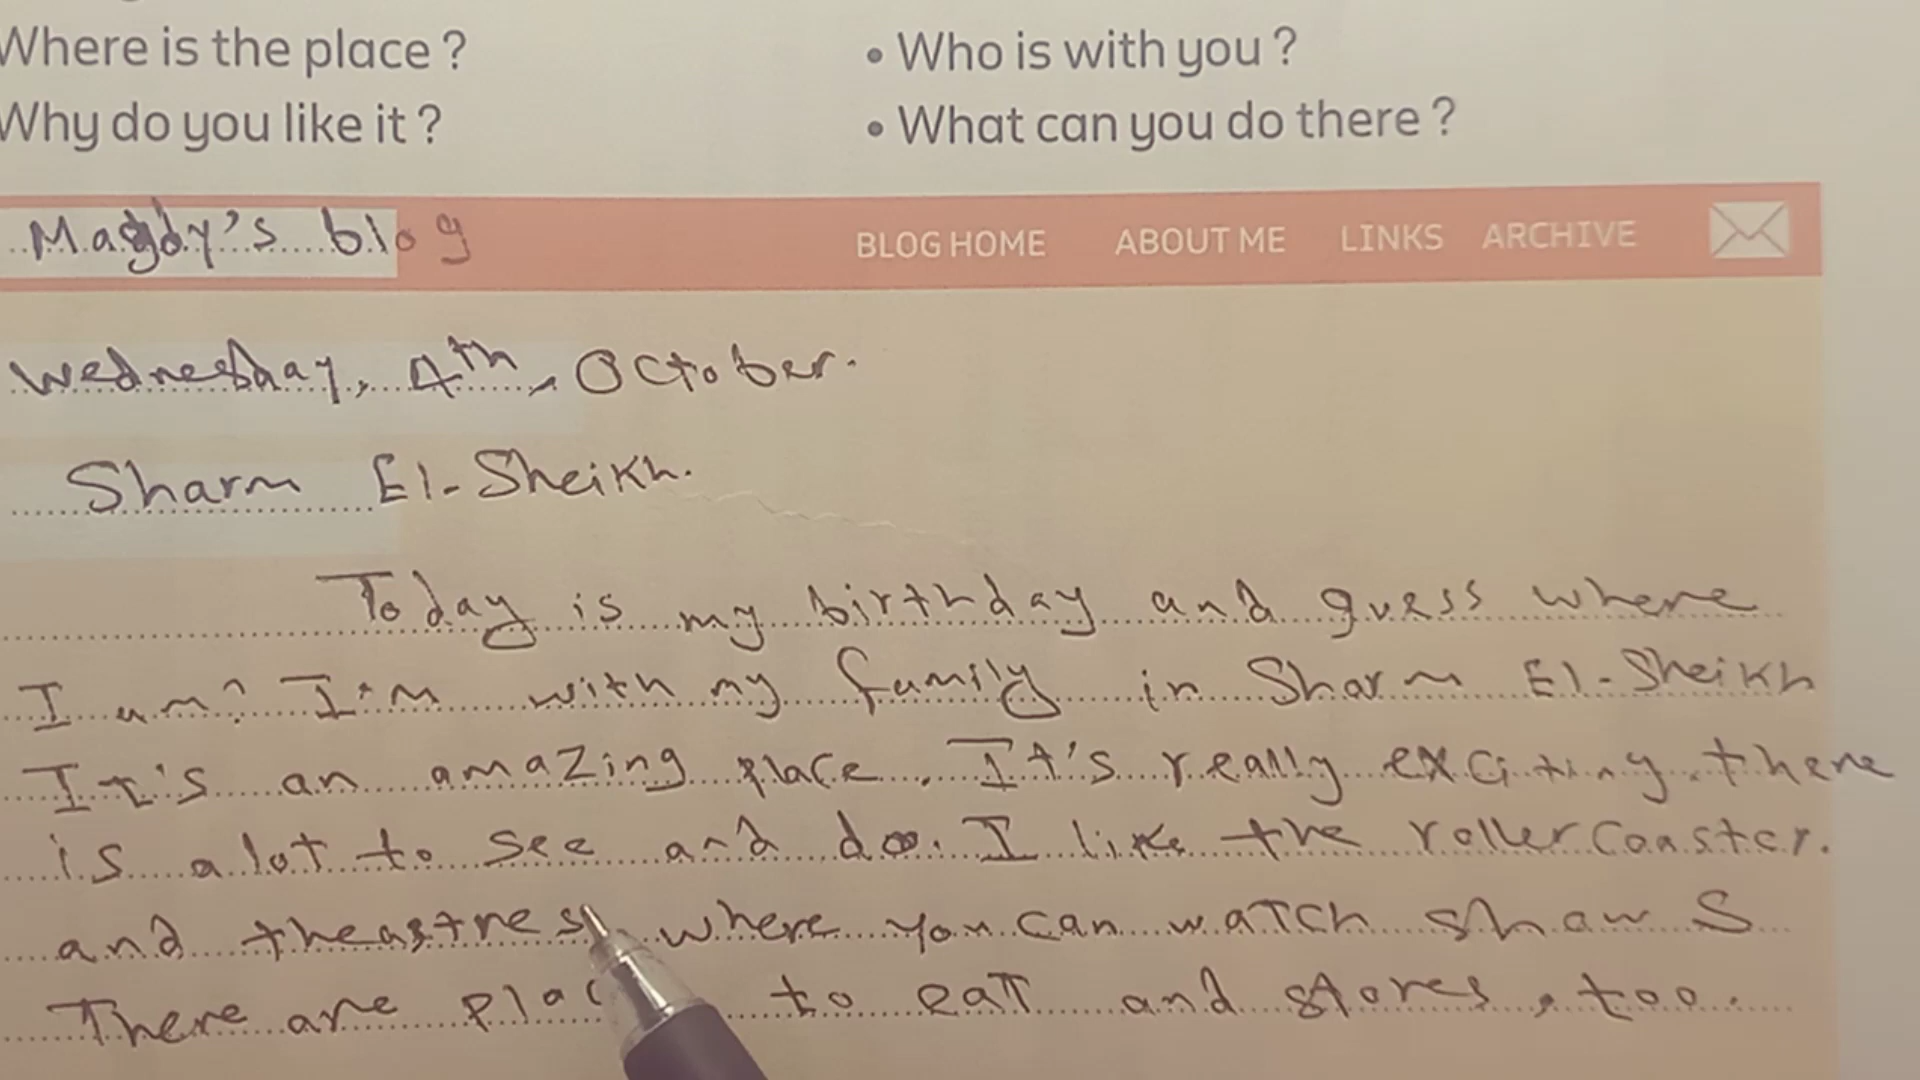 Where is the place ?
• Who is with you ?
Why do you like it ?
• What can you do there ?
Magdy's blog
BLOG HOME ABOUT ME LINKS ARCHIVE
Wednesday, 4th, October.
Sharm El-Sheikh.
Today is my birthday and guess where
I am? I'm with my family in Sharm El-Sheikh
It's an amazing place. It's really exciting. there
is a lot to see and do. I like the roller coaster.
and theastres where you can watch shows
There are plac to eat and stores, too.